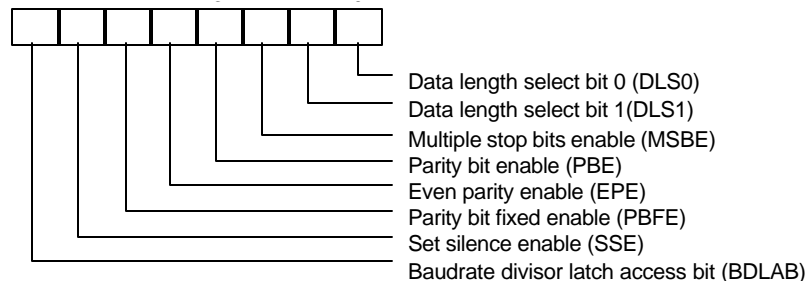 Data length select bit 0 (DLS0)
Data length select bit 1(DLS1)
Multiple stop bits enable (MSBE)
Parity bit enable (PBE)
Even parity enable (EPE)
Parity bit fixed enable (PBFE)
Set silence enable (SSE)
Baudrate divisor latch access bit (BDLAB)